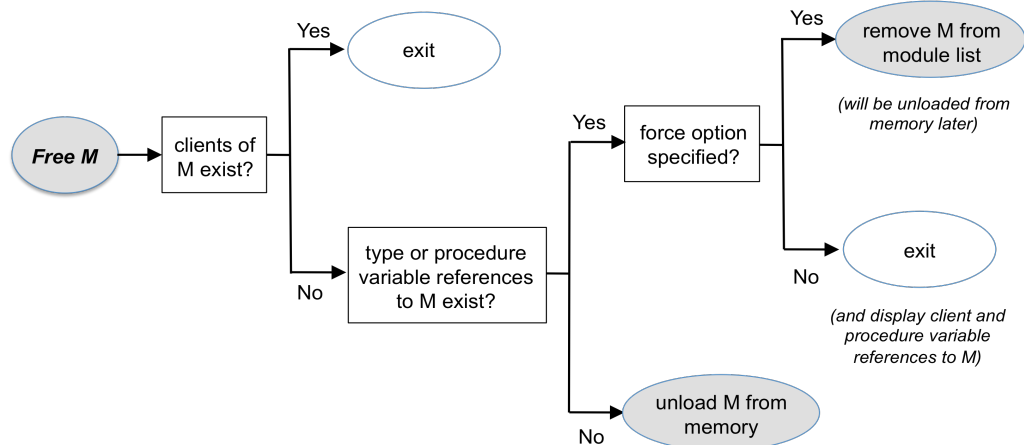 Free M
clients of
M exist?
Yes
exit
No
type or procedure
variable references
to M exist?
Yes
force option
specified?
Yes
remove M from
module list
(will be unloaded from
memory later)
No
exit
(and display client and
procedure variable
references to M)
No
unload M from
memory